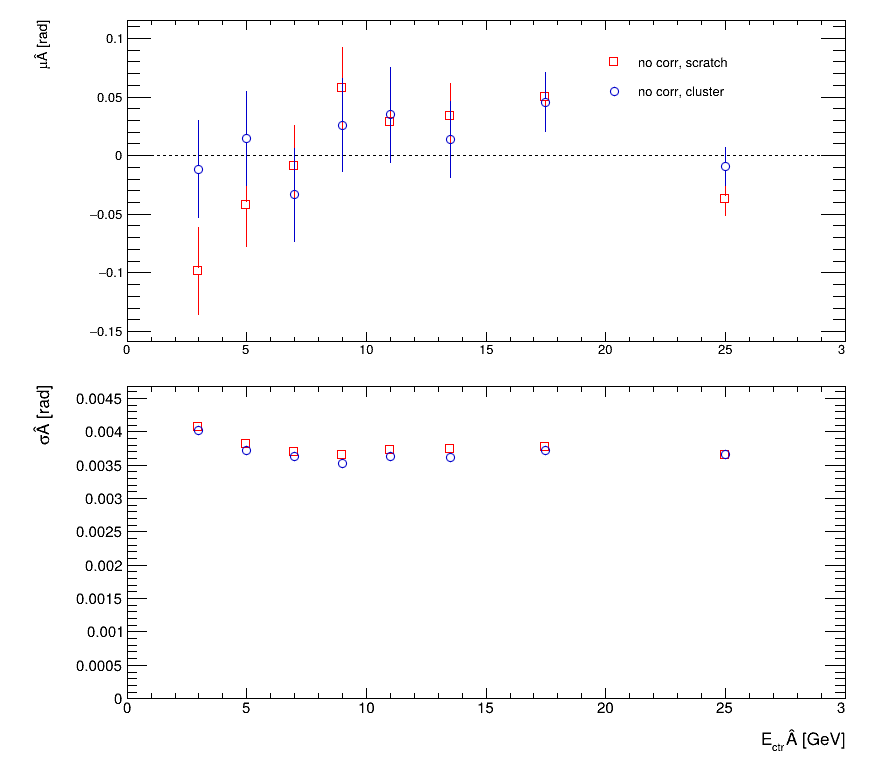 μÂ [rad]
0.1
0.05
0
−0.05
−0.1
−0.15
no corr, scratch
no corr, cluster
0 5 10 15 20 25 3
σÂ [rad]
0.0045
0.004
0.0035
0.003
0.0025
0.002
0.0015
0.001
0.0005
0
0 5 10 15 20 25 3
E_ctr Â [GeV]